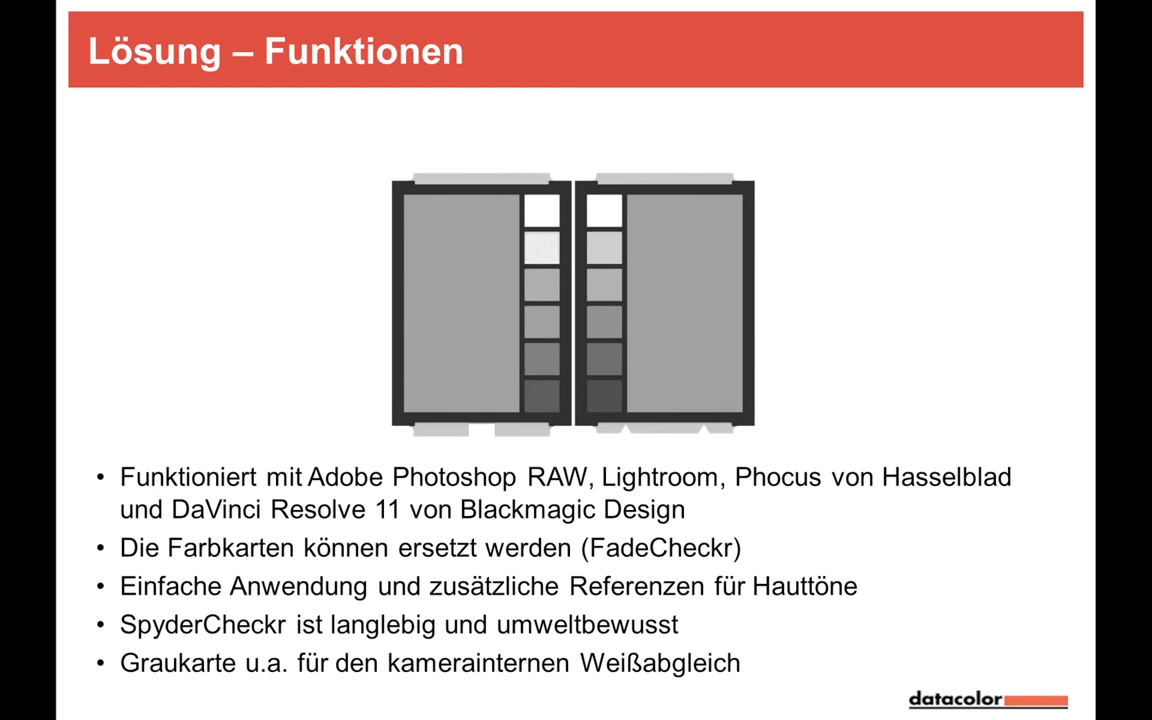 Lösung – Funktionen
• Funktioniert mit Adobe Photoshop RAW, Lightroom, Phocus von Hasselblad
und DaVinci Resolve 11 von Blackmagic Design
• Die Farbkarten können ersetzt werden (FadeCheckr)
• Einfache Anwendung und zusätzliche Referenzen für Hauttöne
• SpyderCheckr ist langlebig und umweltbewusst
• Graukarte u.a. für den kamerainternen Weißabgleich
datacolor